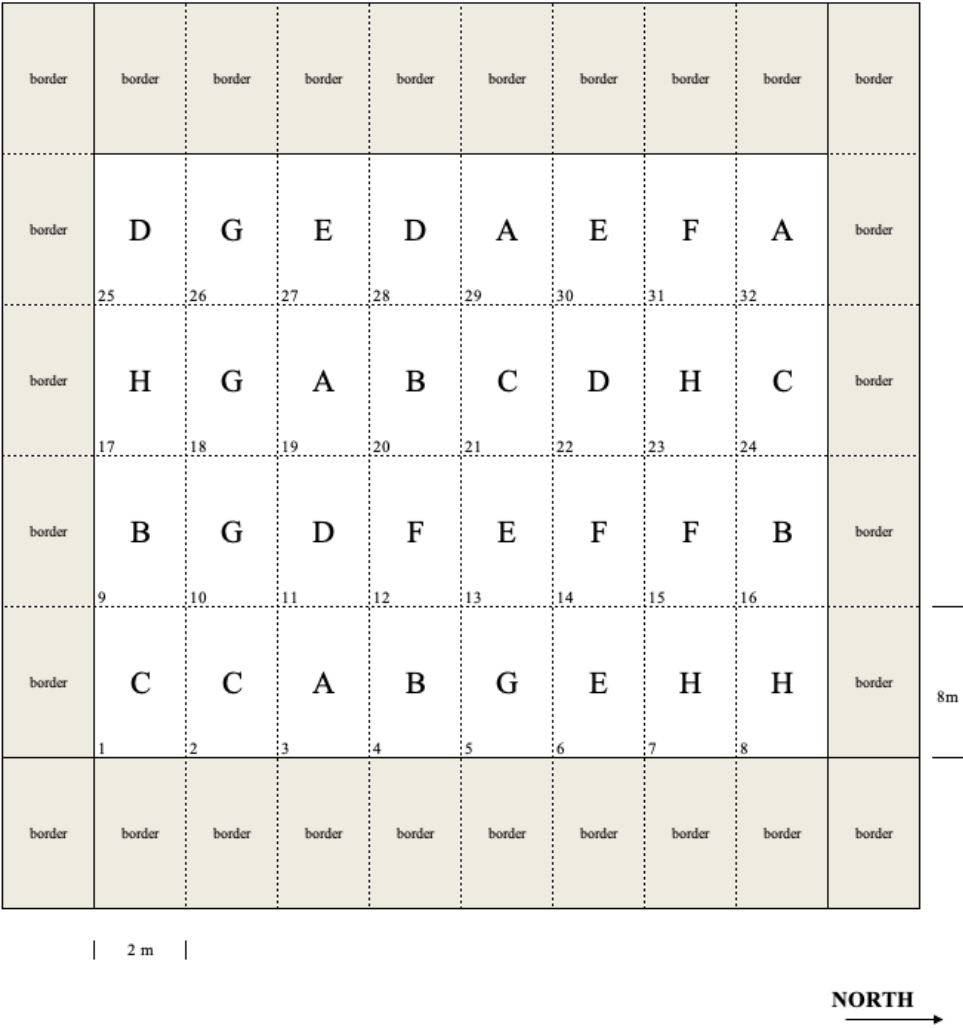 border border border border border border border border border border
border D G E D A E F A border
25 26 27 28 29 30 31 32
border H G A B C D H C border
17 18 19 20 21 22 23 24
border B G D F E F F B border
9 10 11 12 13 14 15 16
border C C A B G E H H border
8m
1 2 3 4 5 6 7 8
border border border border border border border border border border
2 m
NORTH